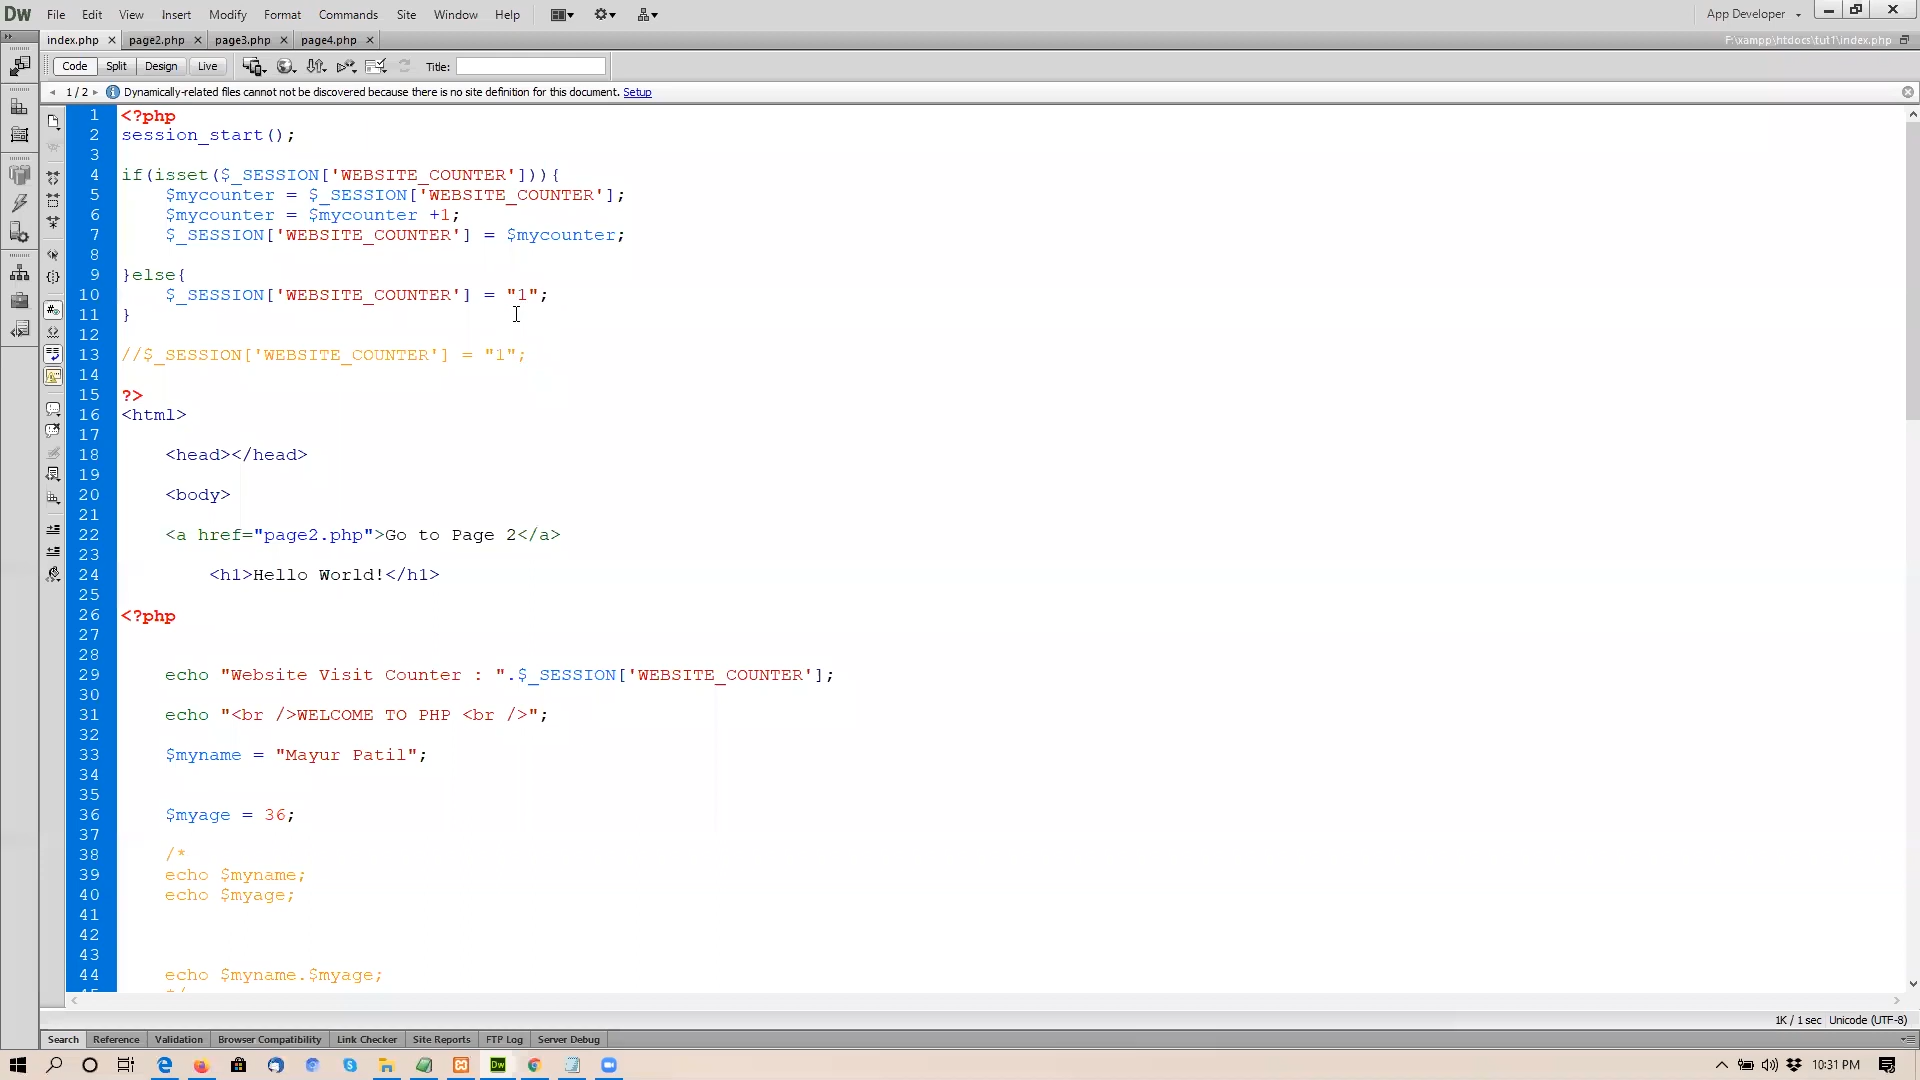 Dw File Edit View Insert Modify Format Commands Site Window Help App Developer
index.php page2.php page3.php page4.php F:\xampp\htdocs\tut1\index.php
Code Split Design Live Title:
1 / 2 Dynamically-related files cannot not be discovered because there is no site definition for this document. Setup
1 <?php
2 session_start();
3
4 if(isset($_SESSION['WEBSITE_COUNTER'])){
5 $mycounter = $_SESSION['WEBSITE_COUNTER'];
6 $mycounter = $mycounter +1;
7 $_SESSION['WEBSITE_COUNTER'] = $mycounter;
8
9 }else{
10 $_SESSION['WEBSITE_COUNTER'] = "1";
11 }
12
13 //$_SESSION['WEBSITE_COUNTER'] = "1";
14
15 ?>
16 <html>
17
18 <head></head>
19
20 <body>
21
22 <a href="page2.php">Go to Page 2</a>
23
24 <h1>Hello World!</h1>
25
26 <?php
27
28
29 echo "Website Visit Counter : ".$_SESSION['WEBSITE_COUNTER'];
30
31 echo "<br />WELCOME TO PHP <br />";
32
33 $myname = "Mayur Patil";
34
35
36 $myage = 36;
37
38 /*
39 echo $myname;
40 echo $myage;
41
42
43
44 echo $myname.$myage;
1K / 1 sec Unicode (UTF-8)
Search Reference Validation Browser Compatibility Link Checker Site Reports FTP Log Server Debug
Dw 10:31 PM